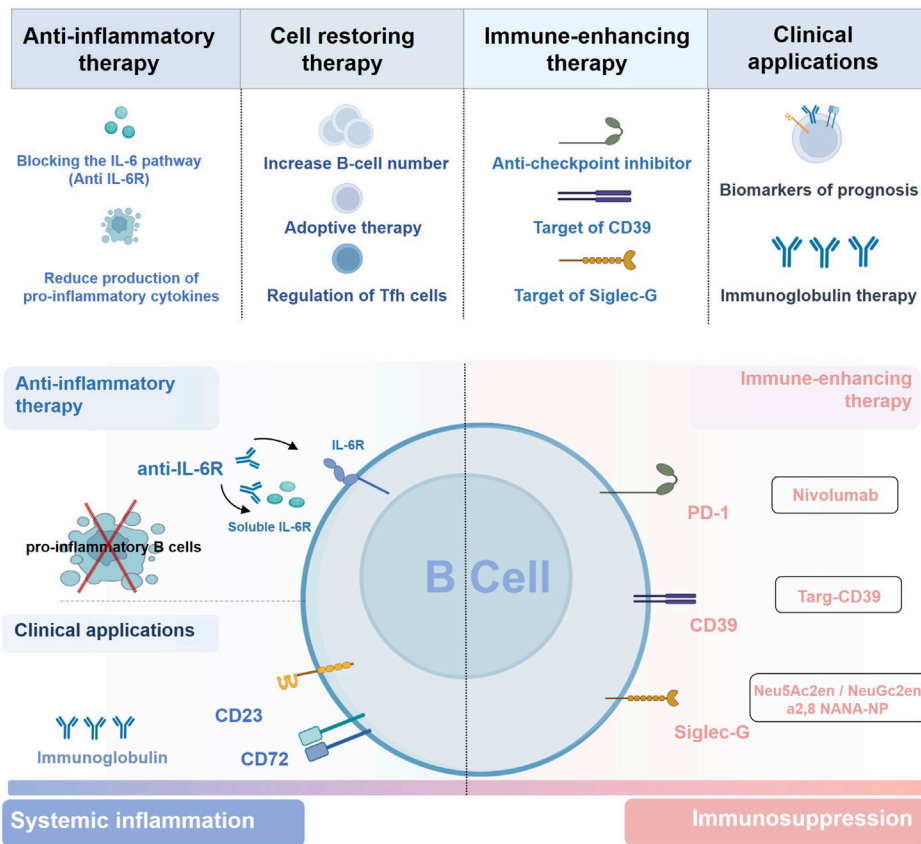 Anti-inflammatory
therapy
Cell restoring
therapy
Immune-enhancing
therapy
Clinical
applications
Blocking the IL-6 pathway
(Anti IL-6R)
Reduce production of
pro-inflammatory cytokines
Increase B-cell number
Adoptive therapy
Regulation of Tfh cells
Anti-checkpoint inhibitor
Target of CD39
Target of Siglec-G
Biomarkers of prognosis
Immunoglobulin therapy
Anti-inflammatory
therapy
Immune-enhancing
therapy
anti-IL-6R
IL-6R
Soluble IL-6R
pro-inflammatory B cells
B Cell
PD-1
Nivolumab
CD39
Targ-CD39
Siglec-G
Neu5Ac2en / NeuGc2en
a2,8 NANA-NP
Clinical applications
CD23
CD72
Immunoglobulin
Systemic inflammation
Immunosuppression